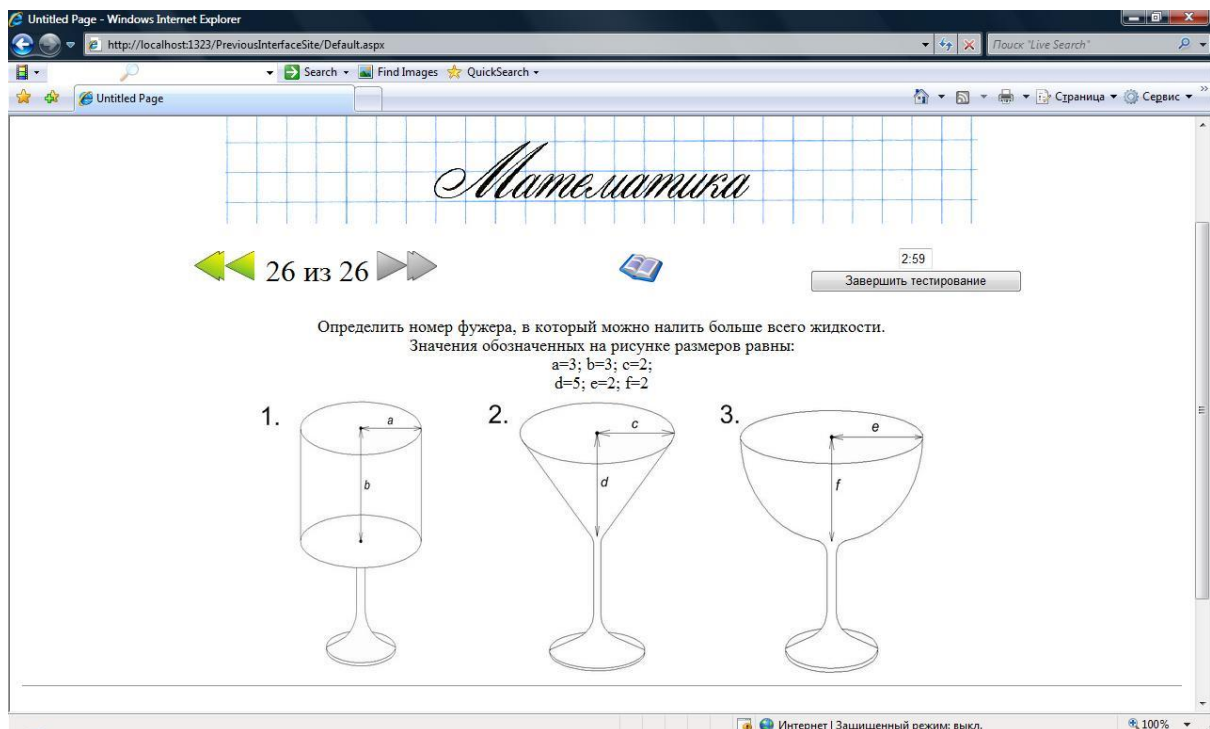 Untitled Page - Windows Internet Explorer
http://localhost:1323/PreviousInterfaceSite/Default.aspx
Поиск "Live Search"
Search
Find Images
QuickSearch
Untitled Page
Страница
Сервис
Математика
26 из 26
2:59
Завершить тестирование
Определить номер фужера, в который можно налить больше всего жидкости.
Значения обозначенных на рисунке размеров равны:
a=3; b=3; c=2;
d=5; e=2; f=2
1.
a
b
2.
c
d
3.
e
f
Интернет | Защищенный режим: выкл.
100%